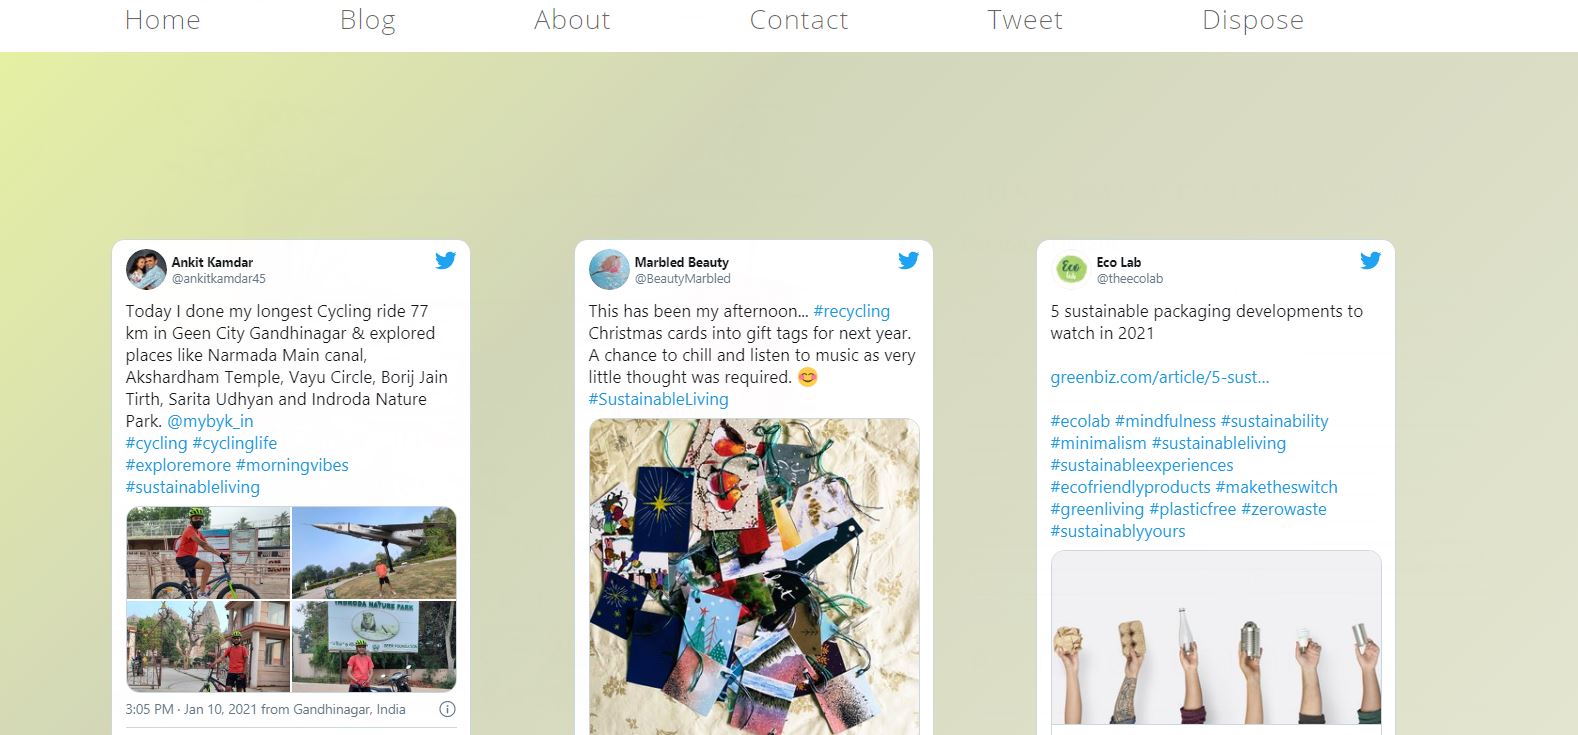 Home Blog About Contact Tweet Dispose
Ankit Kamdar
@ankitkamdar45
Today I done my longest Cycling ride 77
km in Geen City Gandhinagar & explored
places like Narmada Main canal,
Akshardham Temple, Vayu Circle, Borij Jain
Tirth, Sarita Udhyan and Indroda Nature
Park. @mybyk_in
#cycling #cyclinglife
#exploremore #morningvibes
#sustainableliving
INDRODA NATURE PARK
3:05 PM · Jan 10, 2021 from Gandhinagar, India
Marbled Beauty
@BeautyMarbled
This has been my afternoon... #recycling
Christmas cards into gift tags for next year.
A chance to chill and listen to music as very
little thought was required. 😊
#SustainableLiving
Eco Lab
@theecolab
5 sustainable packaging developments to
watch in 2021
greenbiz.com/article/5-sust...
#ecolab #mindfulness #sustainability
#minimalism #sustainableliving
#sustainableexperiences
#ecofriendlyproducts #maketheswitch
#greenliving #plasticfree #zerowaste
#sustainablyyours